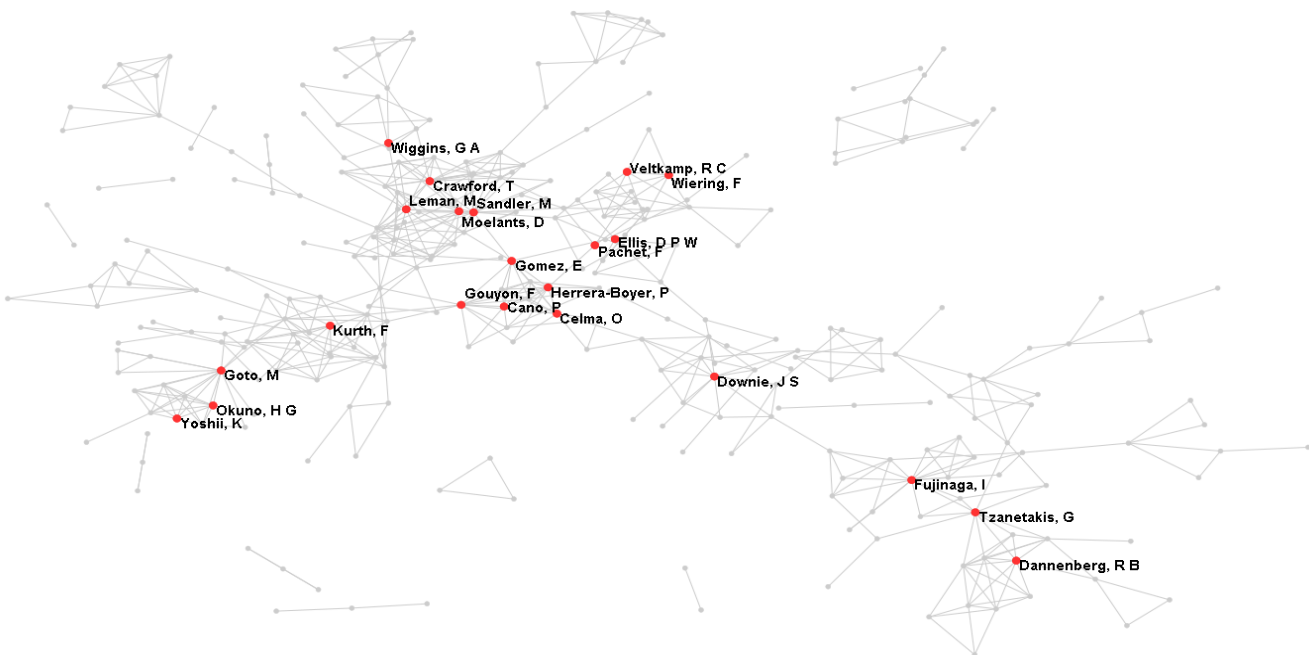 Wiggins, G A
Veltkamp, R C
Wiering, F
Crawford, T
Leman, M
Sandler, M
Moelants, D
Ellis, D P W
Pachet, F
Gomez, E
Herrera-Boyer, P
Gouyon, F
Cano, P
Celma, O
Kurth, F
Goto, M
Downie, J S
Okuno, H G
Yoshii, K
Fujinaga, I
Tzanetakis, G
Dannenberg, R B